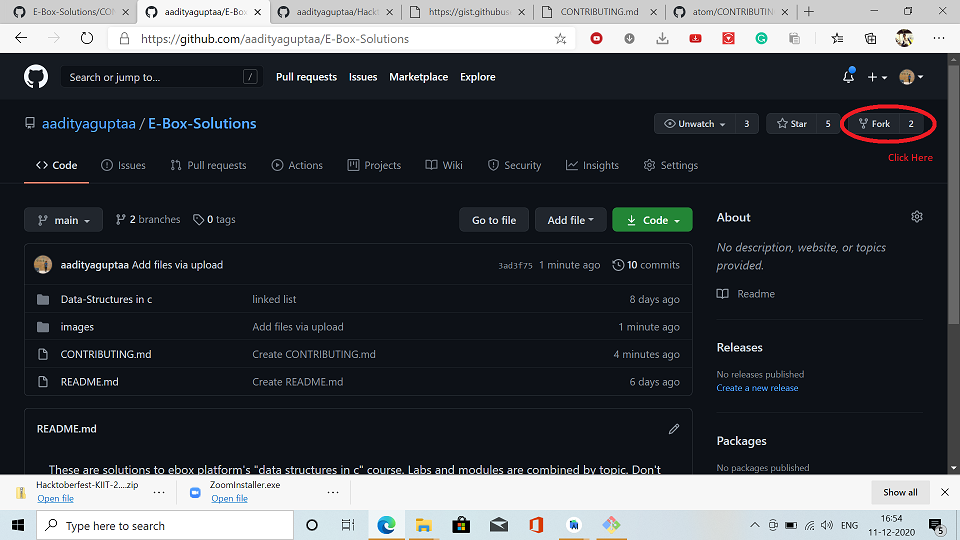 E-Box-Solutions/CON
aadityaguptaa/E-Box
aadityaguptaa/Hackt
https://gist.githubus
CONTRIBUTING.md
atom/CONTRIBUTING
https://github.com/aadityaguptaa/E-Box-Solutions
Search or jump to...
/
Pull requests
Issues
Marketplace
Explore
aadityaguptaa / E-Box-Solutions
Unwatch
3
Star
5
Fork
2
Click Here
Code
Issues
Pull requests
Actions
Projects
Wiki
Security
Insights
Settings
main
2 branches
0 tags
Go to file
Add file
Code
aadityaguptaa Add files via upload
3ad3f75 1 minute ago
10 commits
Data-Structures in c
linked list
8 days ago
images
Add files via upload
1 minute ago
CONTRIBUTING.md
Create CONTRIBUTING.md
4 minutes ago
README.md
Create README.md
6 days ago
README.md
These are solutions to ebox platform's "data structures in c" course. Labs and modules are combined by topic. Don't
About
No description, website, or topics
provided.
Readme
Releases
No releases published
Create a new release
Packages
No packages published
Hacktoberfest-KIIT-2....zip
Open file
ZoomInstaller.exe
Open file
Show all
Type here to search
ENG
16:54
11-12-2020
5